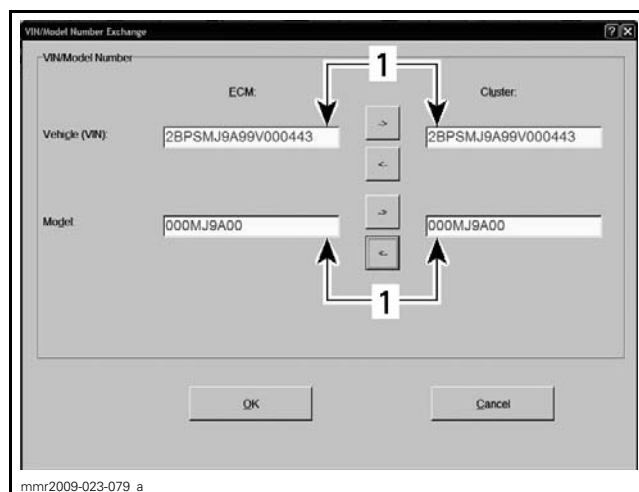 VIN/Model Number Exchange
VIN/Model Number
1
ECM:
Cluster:
Vehicle (VIN):
2BPSMJ9A99V000443
->
2BPSMJ9A99V000443
<-
Model:
000MJ9A00
->
000MJ9A00
<-
1
OK
Cancel
mmr2009-023-079_a